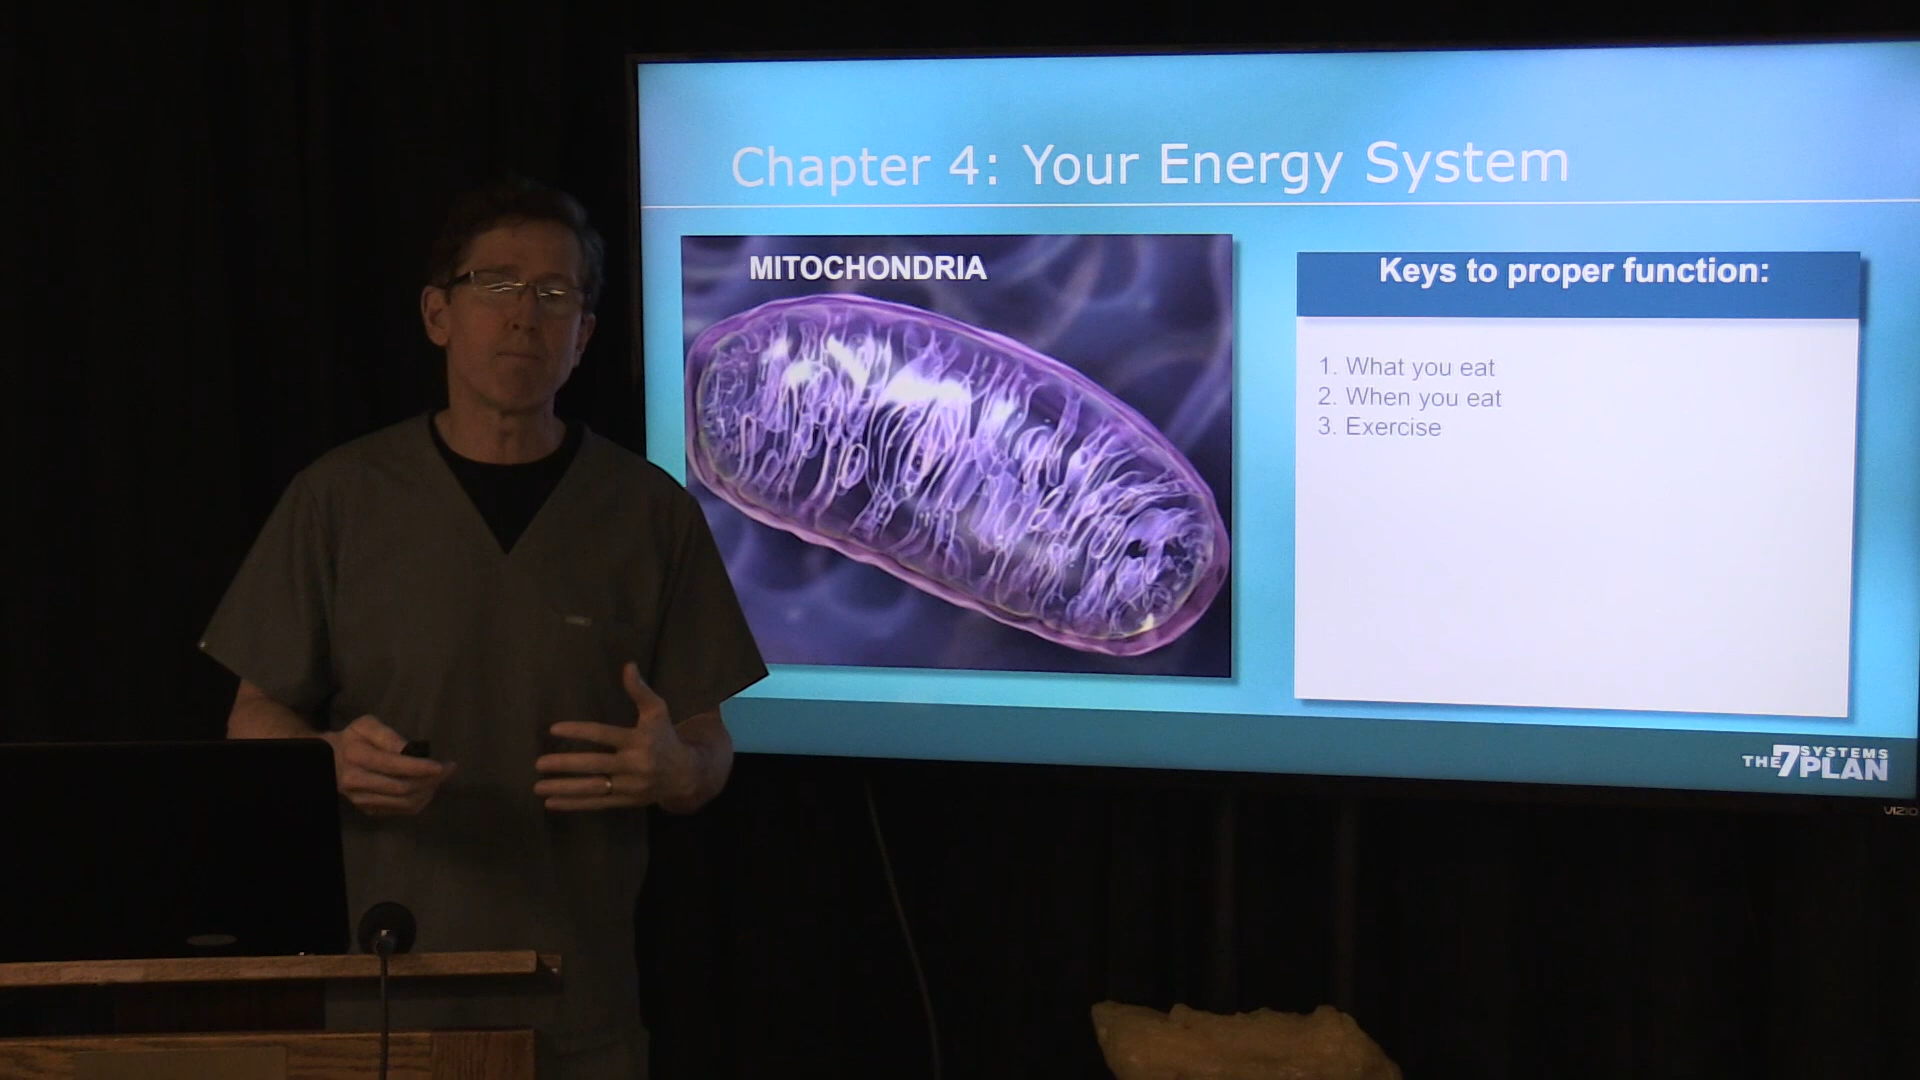 Chapter 4: Your Energy System
MITOCHONDRIA
Keys to proper function:
1. What you eat
2. When you eat
3. Exercise
THE 7 SYSTEMS PLAN
VIZIO